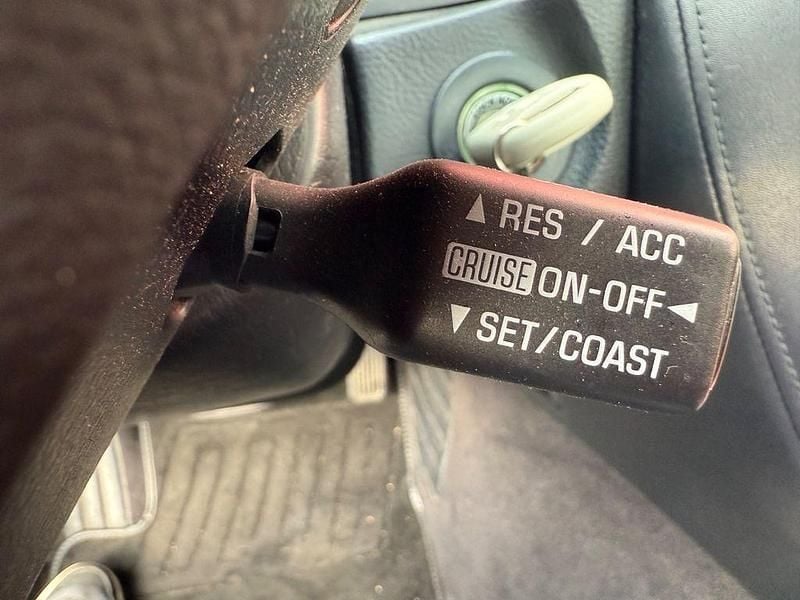 ▲ RES / ACC
CRUISE ON-OFF ◀
▼ SET/COAST